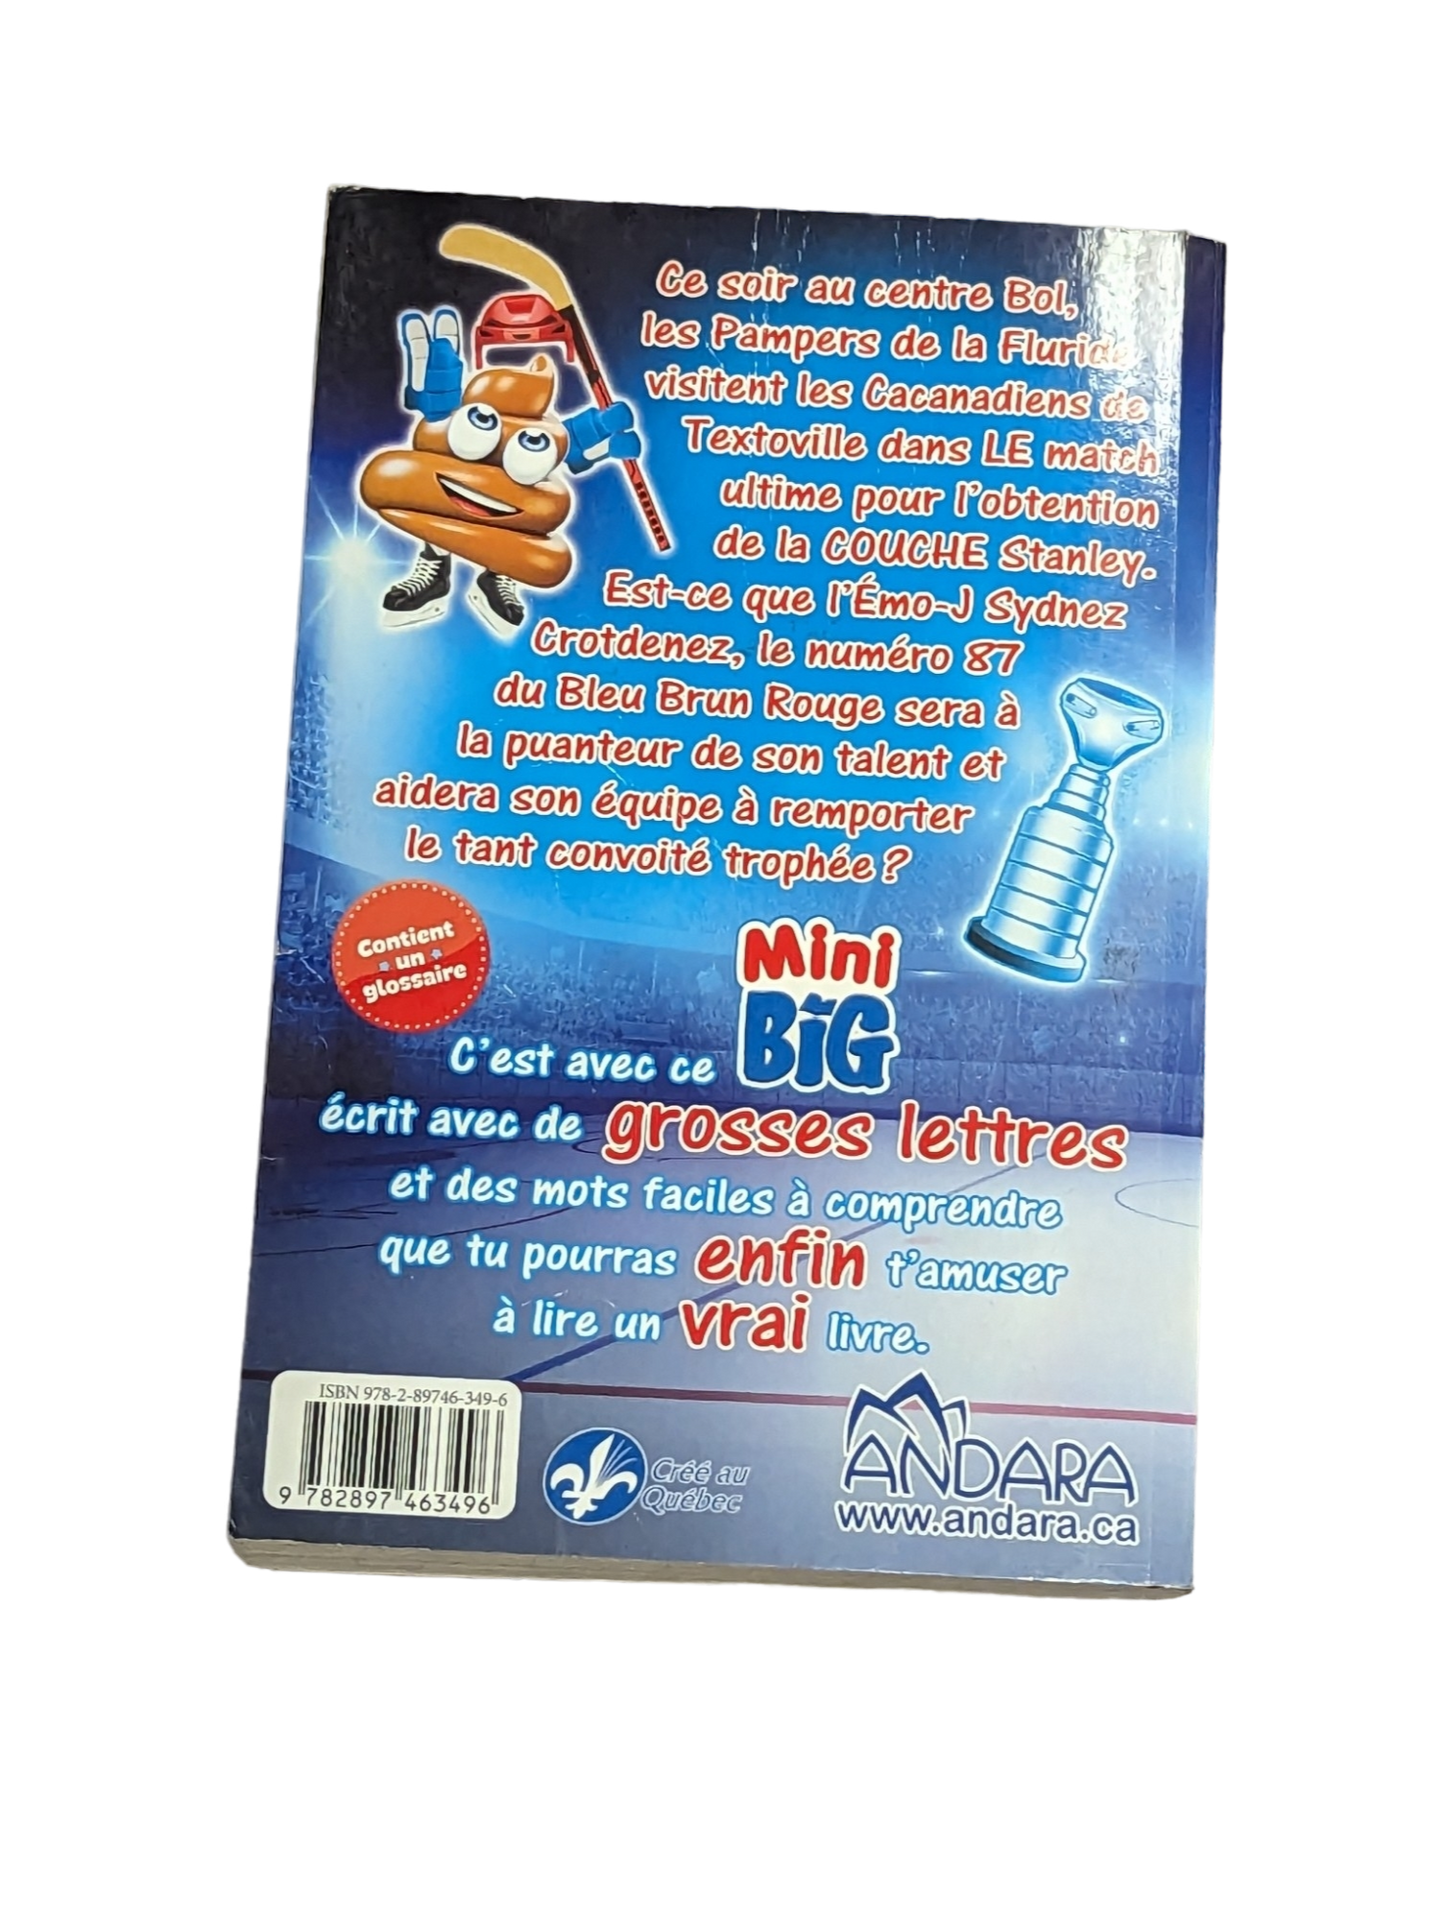 Ce soir au centre Bol,
les Pampers de la Fluride
visitent les Cacanadiens de
Textoville dans LE match
ultime pour l'obtention
de la COUCHE Stanley.
Est-ce que l'Émo-J Sydnez
Crotdenez, le numéro 87
du Bleu Brun Rouge sera à
la puanteur de son talent et
aidera son équipe à remporter
le tant convoité trophée ?
Contient
un
glossaire
C'est avec ce Mini BIG
écrit avec de grosses lettres
et des mots faciles à comprendre
que tu pourras enfin t'amuser
à lire un vrai livre.
ISBN 978-2-89746-349-6
9 782897 463496
Créé au
Québec
ANDARA
www.andara.ca